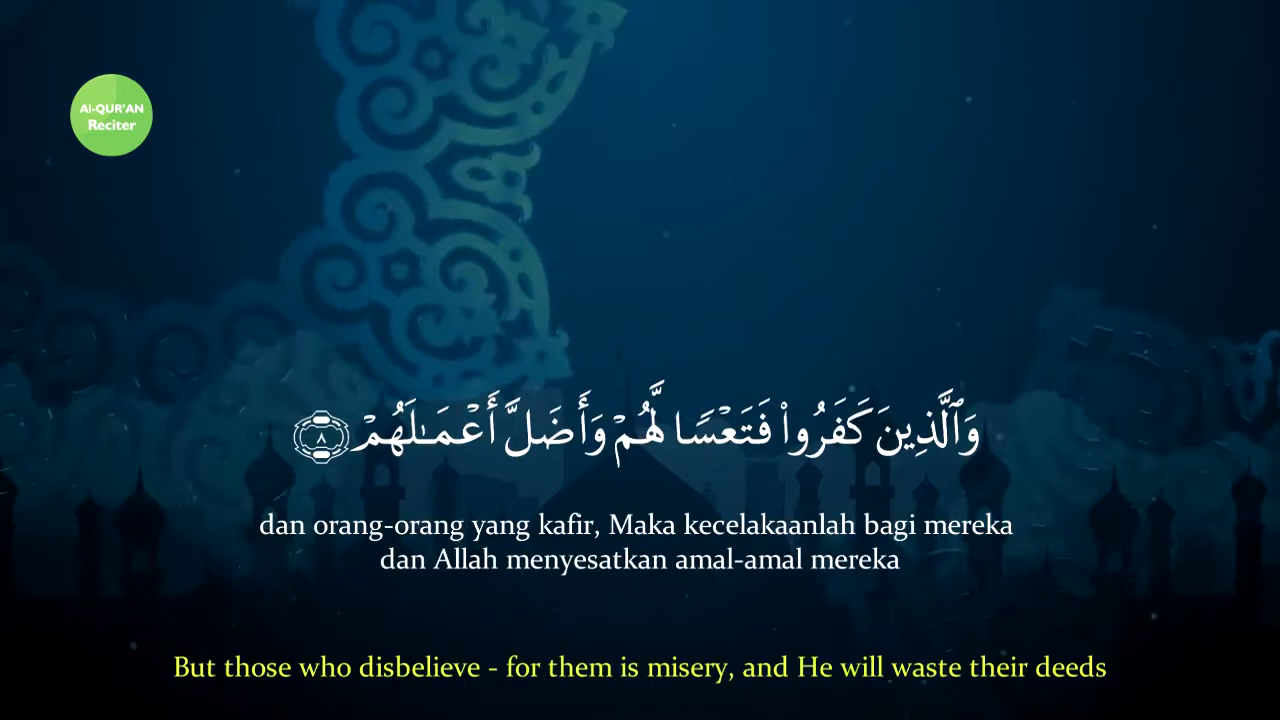 Al-QUR'AN
Reciter
وَٱلَّذِينَ كَفَرُوا۟ فَتَعْسًا لَّهُمْ وَأَضَلَّ أَعْمَـٰلَهُمْ ٨
dan orang-orang yang kafir, Maka kecelakaanlah bagi mereka
dan Allah menyesatkan amal-amal mereka
But those who disbelieve - for them is misery, and He will waste their deeds